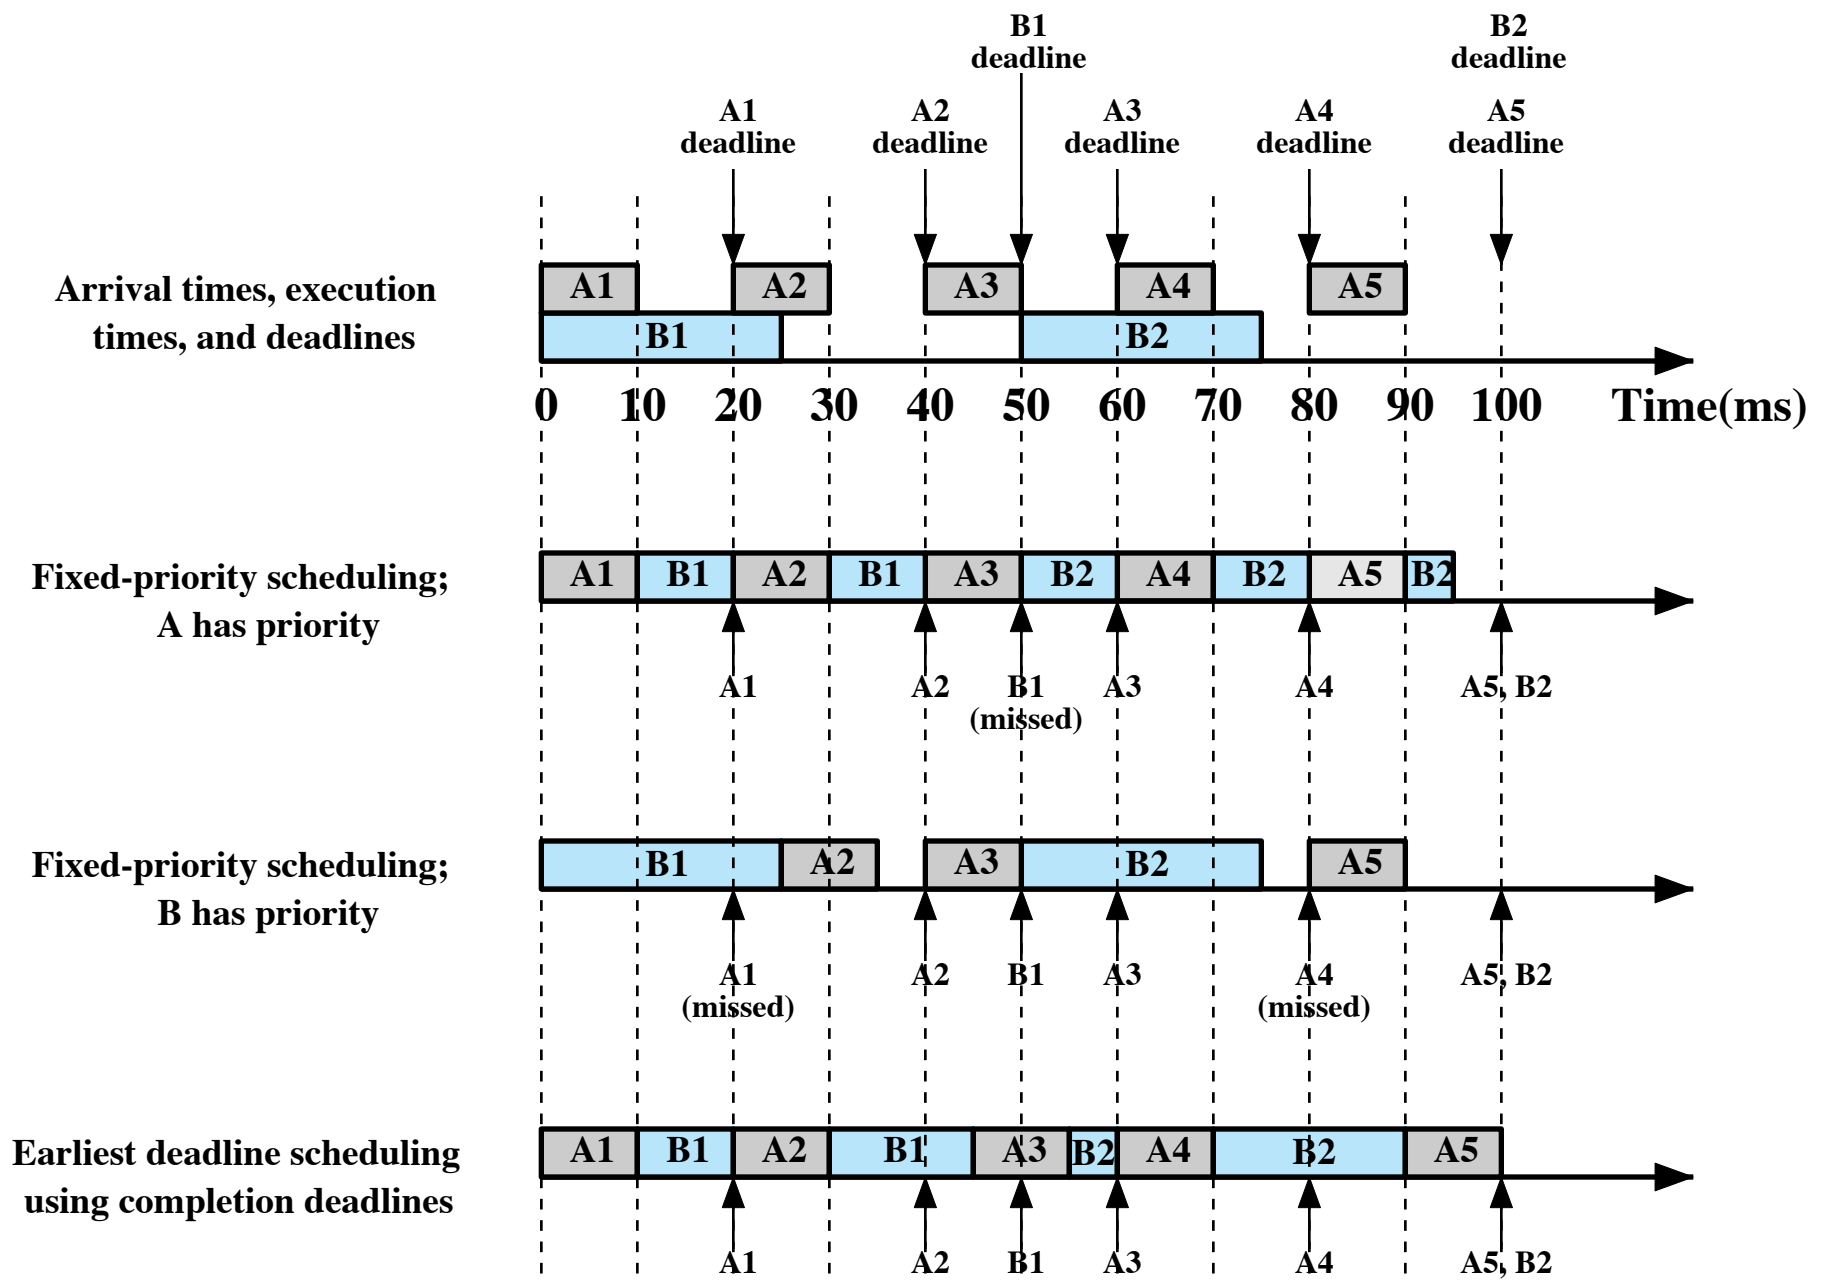 B1
deadline
B2
deadline
A1
deadline
A2
deadline
A3
deadline
A4
deadline
A5
deadline
Arrival times, execution
times, and deadlines
A1 A2 A3 A4 A5
B1 B2
0 10 20 30 40 50 60 70 80 90 100 Time(ms)
Fixed-priority scheduling;
A has priority
A1 B1 A2 B1 A3 B2 A4 B2 A5 B2
A1 A2 B1 A3 A4 A5, B2
(missed)
Fixed-priority scheduling;
B has priority
B1 A2 A3 B2 A5
A1 A2 B1 A3 A4 A5, B2
(missed) (missed)
Earliest deadline scheduling
using completion deadlines
A1 B1 A2 B1 A3 B2 A4 B2 A5
A1 A2 B1 A3 A4 A5, B2